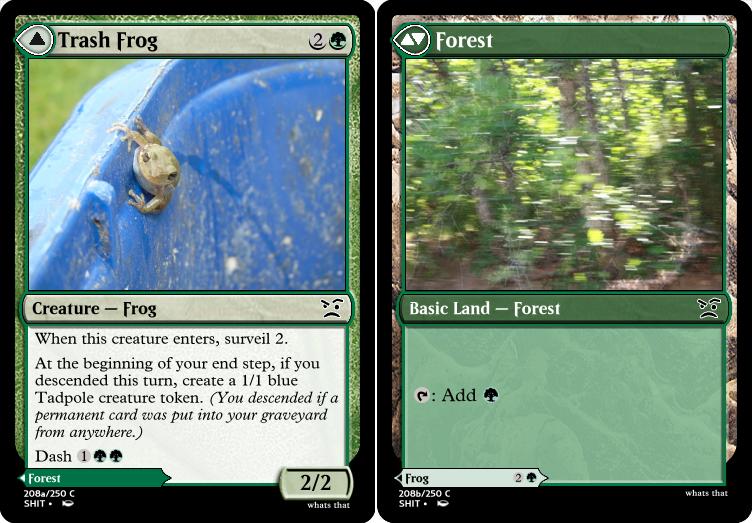 Trash Frog 2
Creature — Frog
When this creature enters, surveil 2.
At the beginning of your end step, if you
descended this turn, create a 1/1 blue
Tadpole creature token. (You descended if a
permanent card was put into your graveyard
from anywhere.)
Dash 1
Forest
2/2
208a/250 C
SHIT •
whats that
Forest
Basic Land — Forest
: Add
Frog 2
208b/250 C
SHIT •
whats that